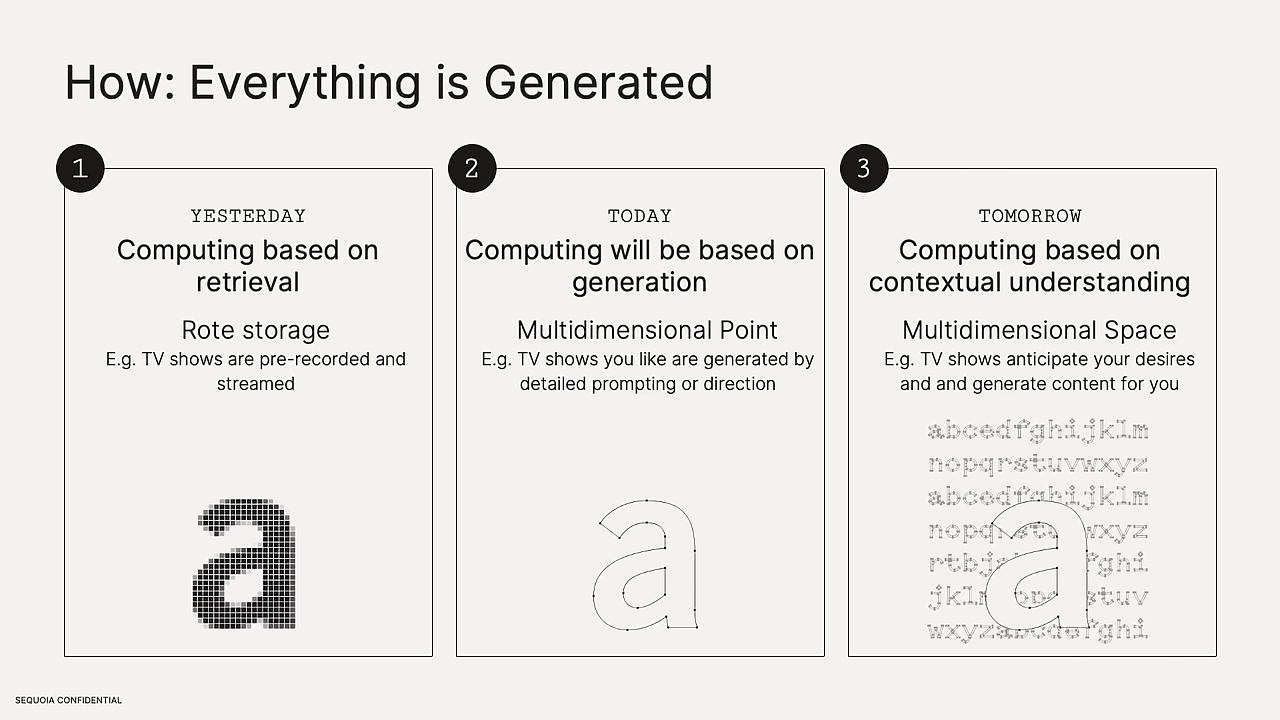 How: Everything is Generated
1
YESTERDAY
Computing based on
retrieval
Rote storage
E.g. TV shows are pre-recorded and
streamed
a
2
TODAY
Computing will be based on
generation
Multidimensional Point
E.g. TV shows you like are generated by
detailed prompting or direction
a
3
TOMORROW
Computing based on
contextual understanding
Multidimensional Space
E.g. TV shows anticipate your desires
and and generate content for you
abcedfghijklm
nopqrstuvwxyz
abcedfghijklm
a
SEQUOIA CONFIDENTIAL